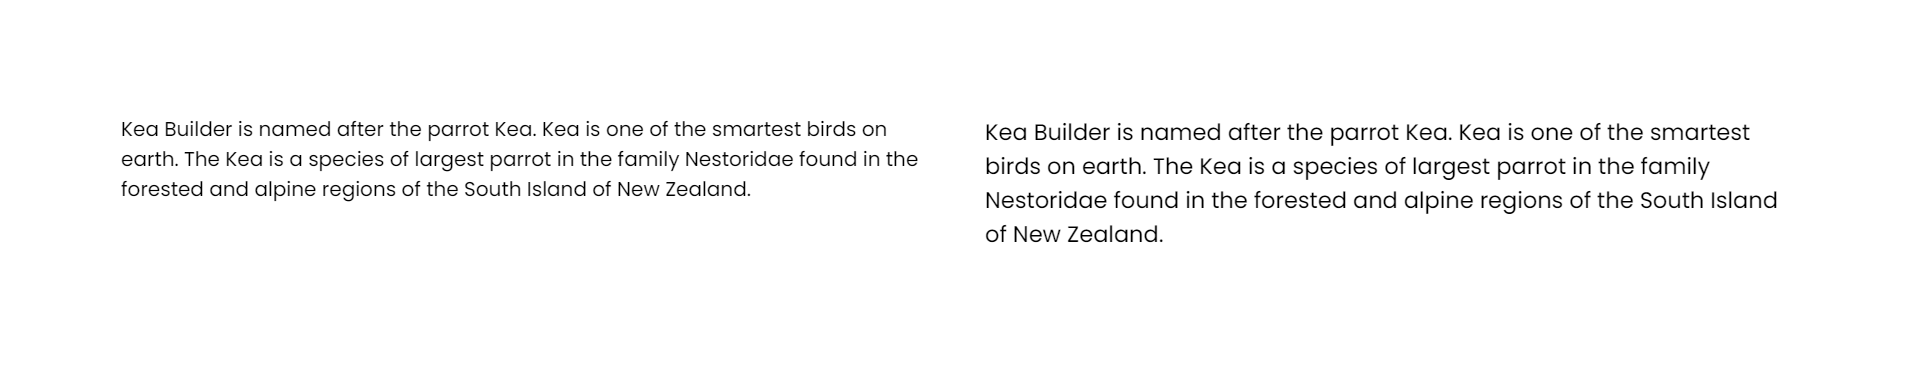 Kea Builder is named after the parrot Kea. Kea is one of the smartest birds on
earth. The Kea is a species of largest parrot in the family Nestoridae found in the
forested and alpine regions of the South Island of New Zealand.
Kea Builder is named after the parrot Kea. Kea is one of the smartest
birds on earth. The Kea is a species of largest parrot in the family
Nestoridae found in the forested and alpine regions of the South Island
of New Zealand.